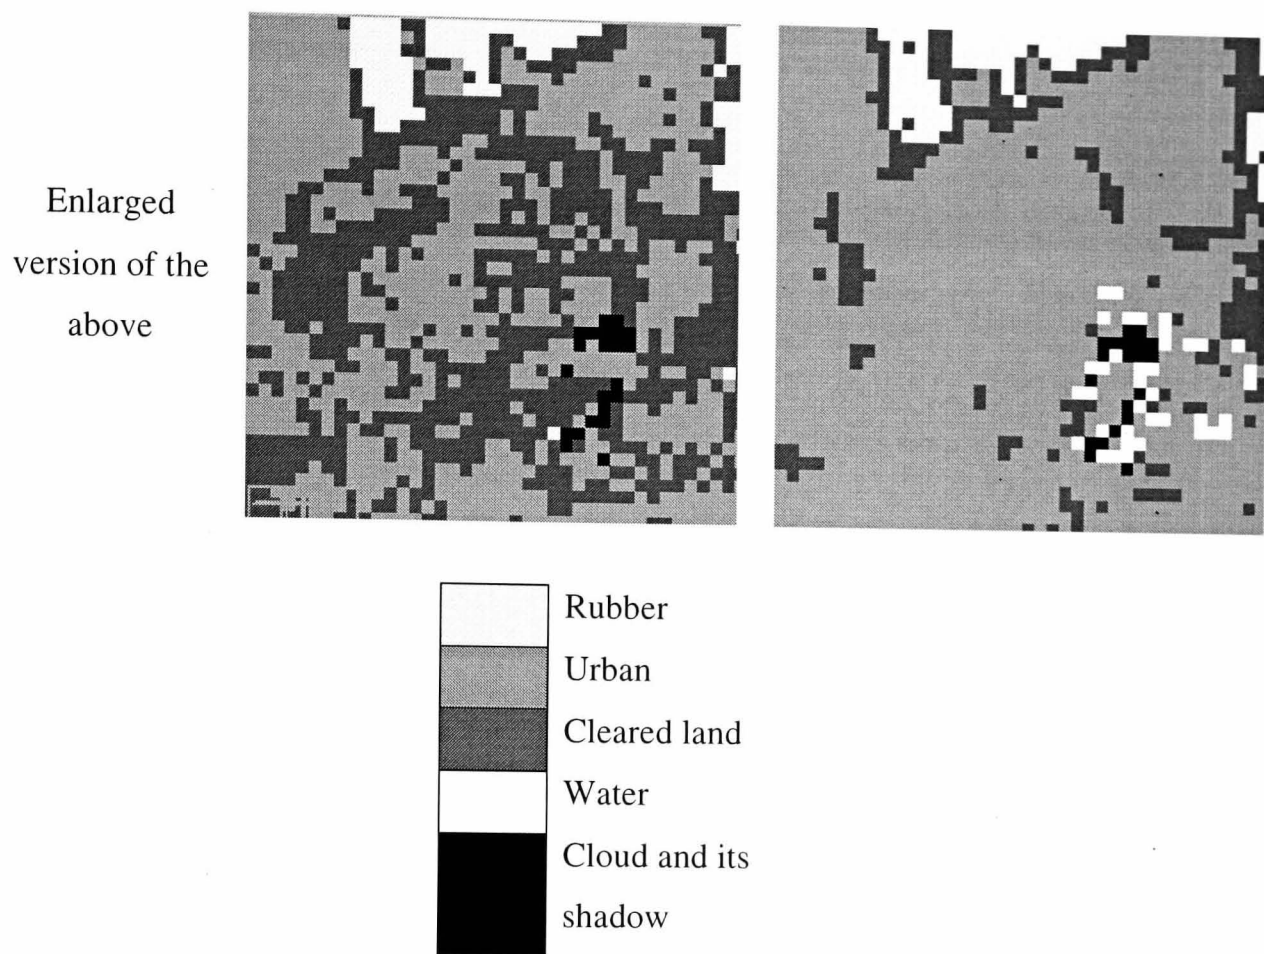 Enlarged
version of the
above
Rubber
Urban
Cleared land
Water
Cloud and its
shadow